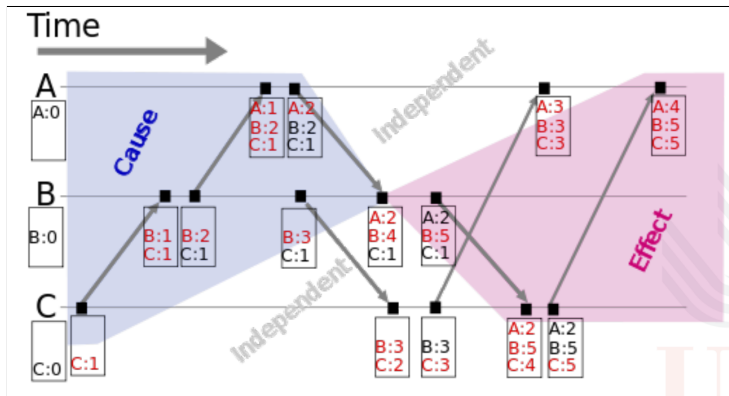 Time
A
A:0
A:1
B:2
C:1
A:2
B:2
C:1
A:3
B:3
C:3
A:4
B:5
C:5
Cause
Independent
B
B:0
B:1
C:1
B:2
C:1
B:3
C:1
A:2
B:4
C:1
A:2
B:5
C:1
Effect
Independent
C
C:0
C:1
B:3
C:2
B:3
C:3
A:2
B:5
C:4
A:2
B:5
C:5